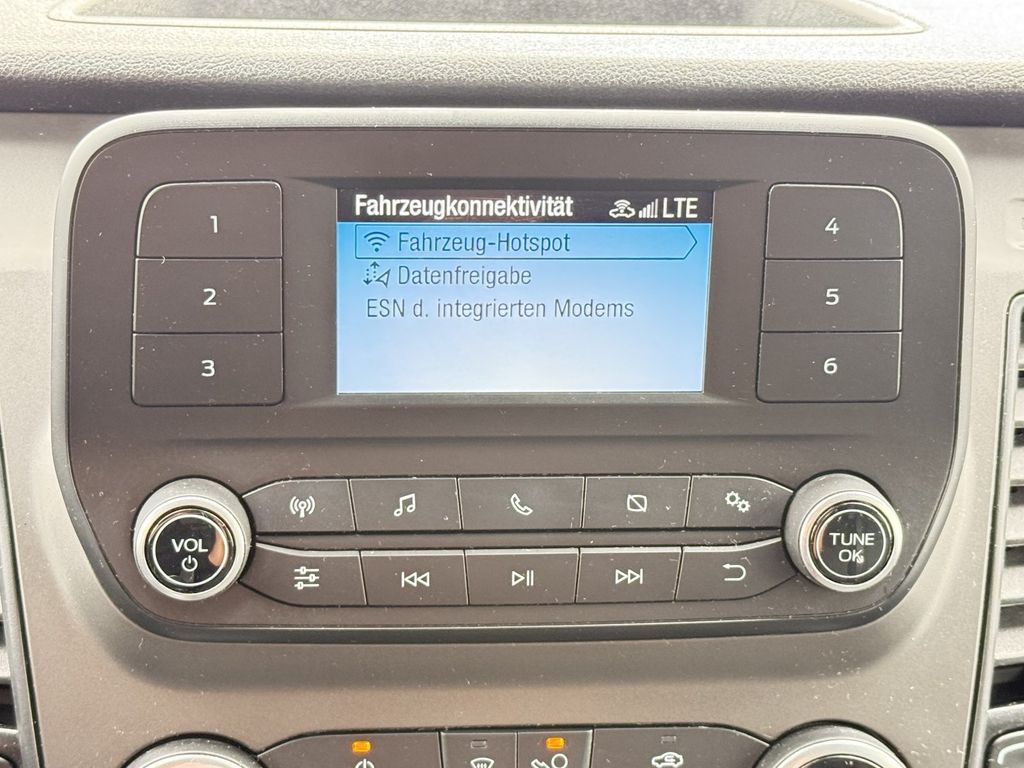 Fahrzeugkonnektivität LTE
Fahrzeug-Hotspot
Datenfreigabe
ESN d. integrierten Modems
1
2
3
4
5
6
VOL
TUNE
OK